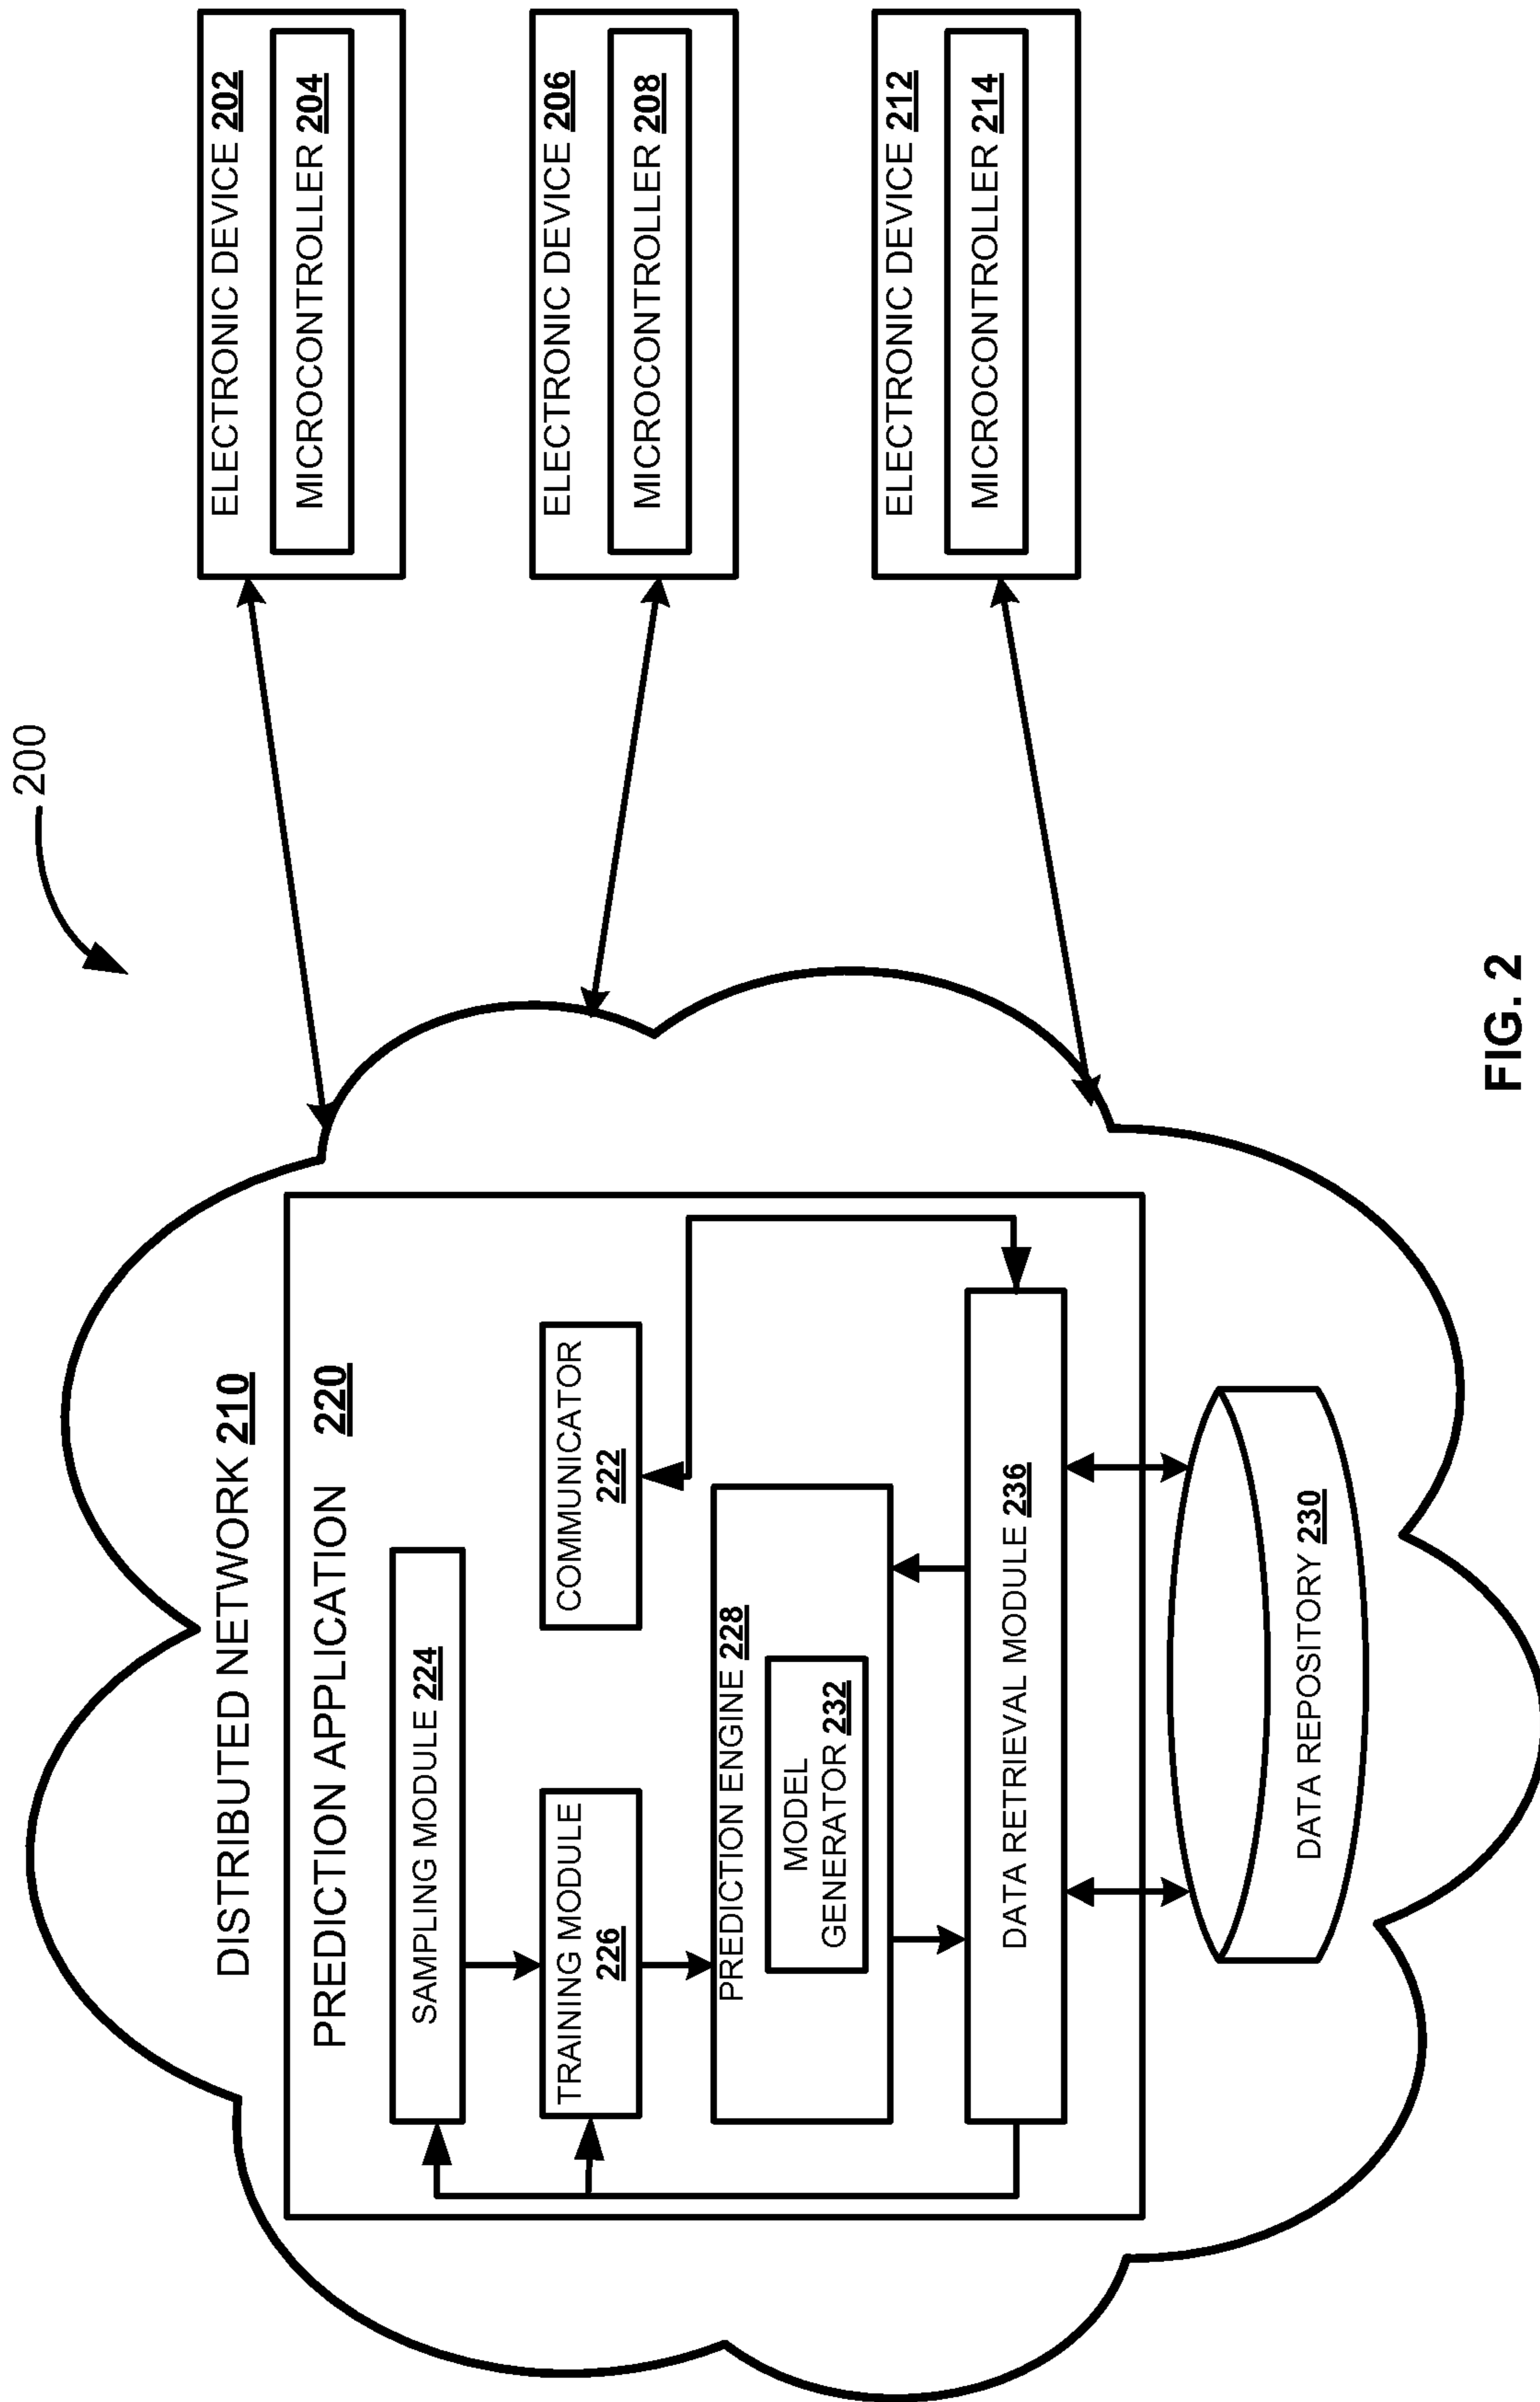 200
DISTRIBUTED NETWORK 210
PREDICTION APPLICATION 220
SAMPLING MODULE 224
TRAINING MODULE
226
COMMUNICATOR
222
PREDICTION ENGINE 228
MODEL
GENERATOR 232
DATA RETRIEVAL MODULE 236
DATA REPOSITORY 230
ELECTRONIC DEVICE 202
MICROCONTROLLER 204
ELECTRONIC DEVICE 206
MICROCONTROLLER 208
ELECTRONIC DEVICE 212
MICROCONTROLLER 214
FIG. 2